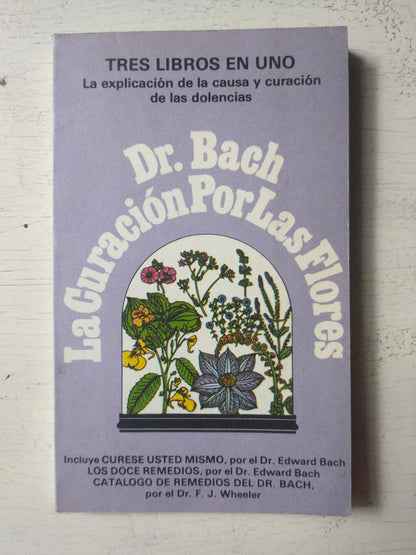 TRES LIBROS EN UNO
La explicación de la causa y curación
de las dolencias
Dr. Bach
La Curación Por Las Flores
Incluye CURESE USTED MISMO, por el Dr. Edward Bach
LOS DOCE REMEDIOS, por el Dr. Edward Bach
CATALOGO DE REMEDIOS DEL DR. BACH,
por el Dr. F. J. Wheeler